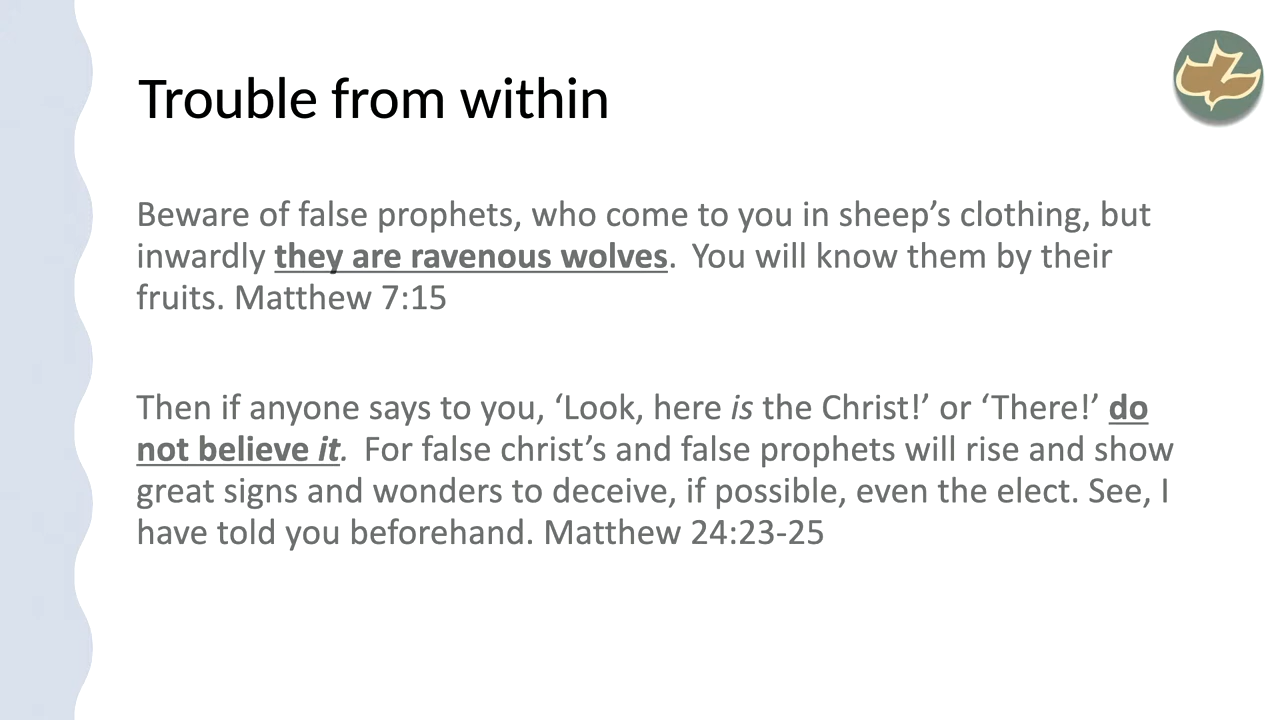 Trouble from within
Beware of false prophets, who come to you in sheep’s clothing, but
inwardly they are ravenous wolves.  You will know them by their
fruits. Matthew 7:15
Then if anyone says to you, ‘Look, here is the Christ!’ or ‘There!’ do
not believe it.  For false christ’s and false prophets will rise and show
great signs and wonders to deceive, if possible, even the elect. See, I
have told you beforehand. Matthew 24:23-25